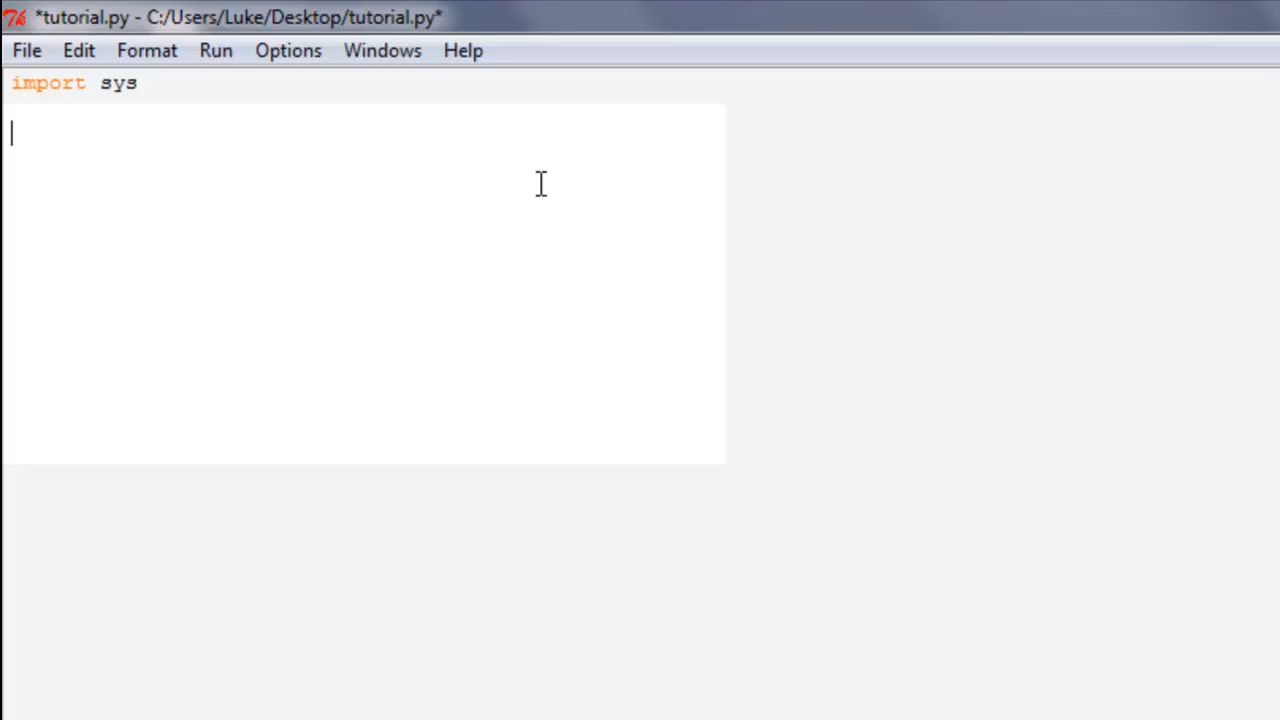 *tutorial.py - C:/Users/Luke/Desktop/tutorial.py*
File Edit Format Run Options Windows Help
import sys